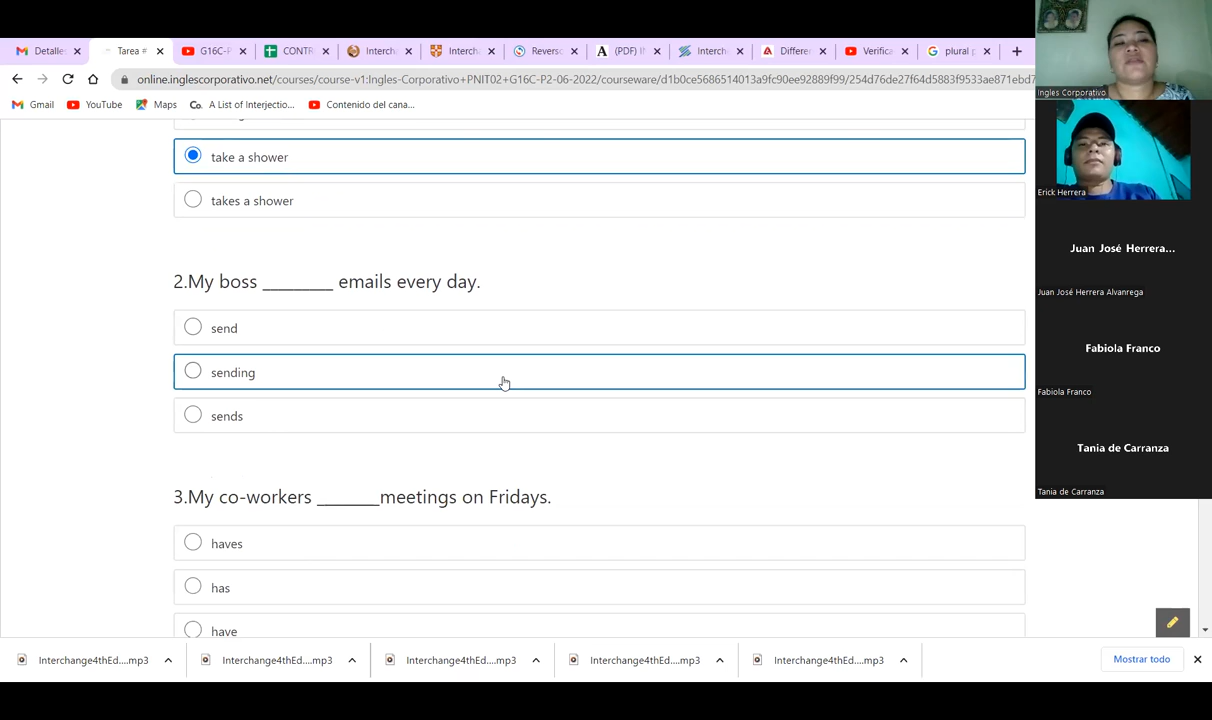 Detalle
Tarea #
G16C-P
CONTR
Interch
Interch
Revers
(PDF) I
Interch
Differe
Verifica
plural p
online.inglescorporativo.net/courses/course-v1:Ingles-Corporativo+PNIT02+G16C-P2-06-2022/courseware/d1b0ce5686514013a9fc90ee92889f99/254d76de27f64d5883f9533ae871ebd7
Gmail
YouTube
Maps
Co. A List of Interjectio...
Contenido del cana...
take a shower
takes a shower
2.My boss ________ emails every day.
send
sending
sends
3.My co-workers _______meetings on Fridays.
haves
has
have
Ingles Corporativo
Erick Herrera
Juan José Herrera...
Juan José Herrera Alvanrega
Fabiola Franco
Fabiola Franco
Tania de Carranza
Tania de Carranza
Interchange4thEd....mp3
Interchange4thEd....mp3
Interchange4thEd....mp3
Interchange4thEd....mp3
Interchange4thEd....mp3
Mostrar todo